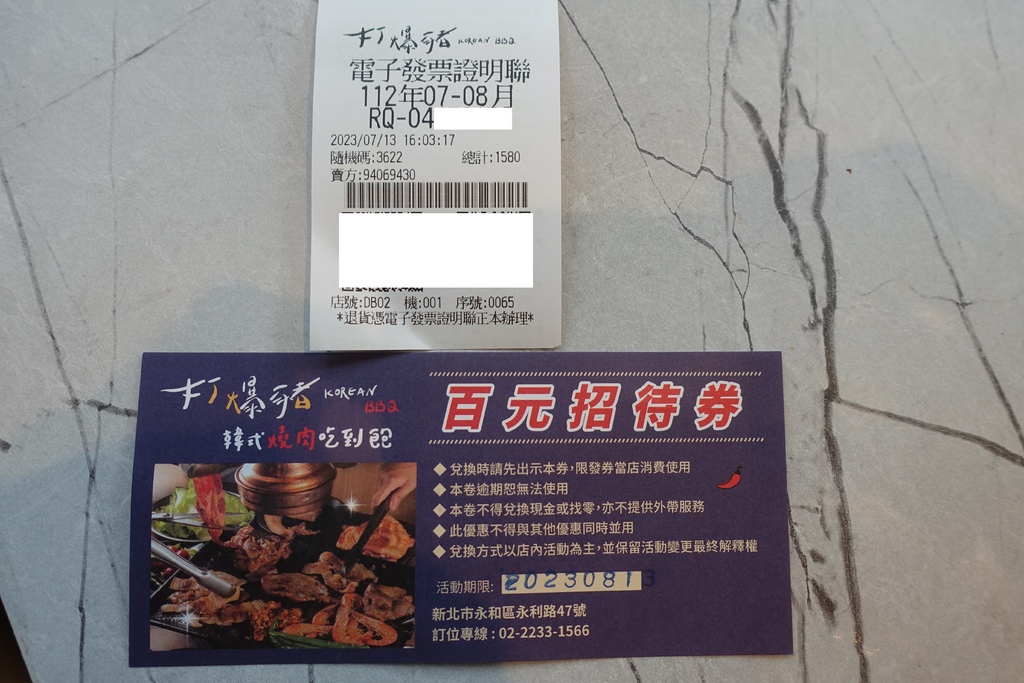 打爆豬 KOREAN BBQ
電子發票證明聯
112年07-08月
RQ-04
2023/07/13 16:03:17
隨機碼:3622 總計:1580
賣方:94069430
店號:DB02 機:001 序號:0065
*退貨憑電子發票證明聯正本辦理*
打爆豬 KOREAN BBQ
韓式燒肉吃到飽
百元招待券
◆ 兌換時請先出示本券,限發券當店消費使用
◆ 本卷逾期恕無法使用
◆ 本卷不得兌換現金或找零,亦不提供外帶服務
◆ 此優惠不得與其他優惠同時並用
◆ 兌換方式以店內活動為主,並保留活動變更最終解釋權
活動期限: 20230813
新北市永和區永利路47號
訂位專線 : 02-2233-1566